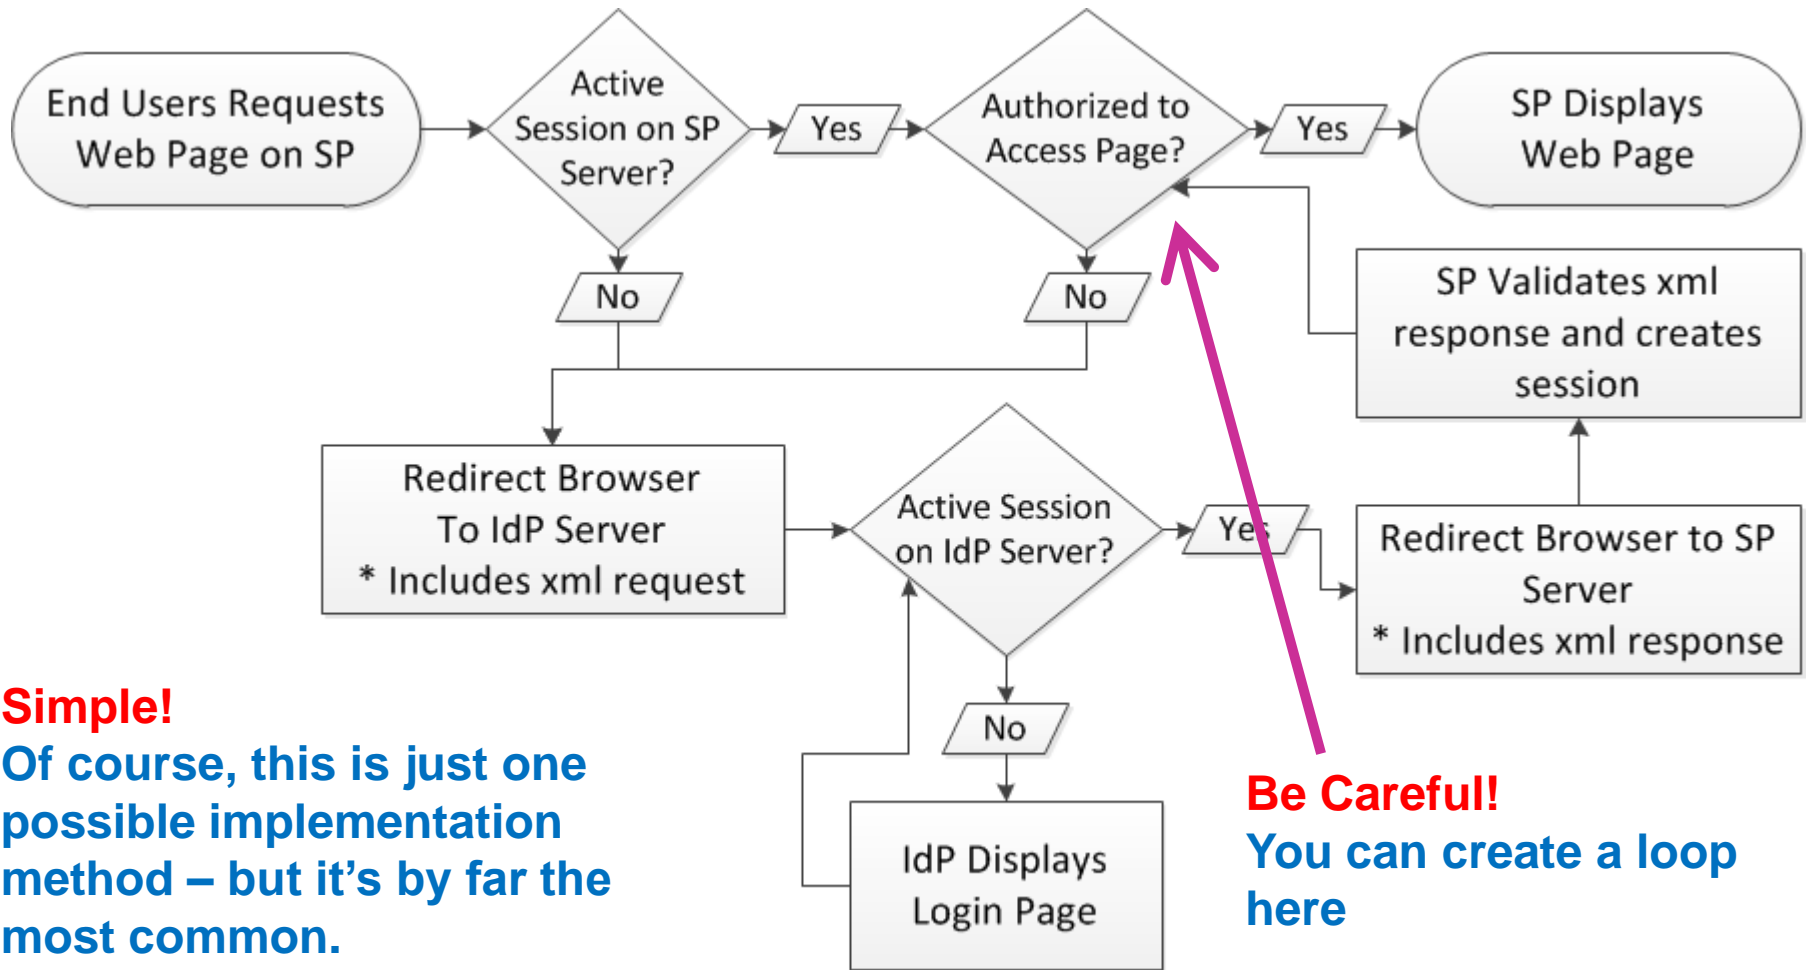 End Users Requests
Web Page on SP
Active
Session on SP
Server?
Yes
Authorized to
Access Page?
Yes
SP Displays
Web Page
No
No
SP Validates xml
response and creates
session
Redirect Browser
To IdP Server
* Includes xml request
Active Session
on IdP Server?
Yes
Redirect Browser to SP
Server
* Includes xml response
No
IdP Displays
Login Page
Simple!
Of course, this is just one
possible implementation
method – but it’s by far the
most common.
Be Careful!
You can create a loop
here